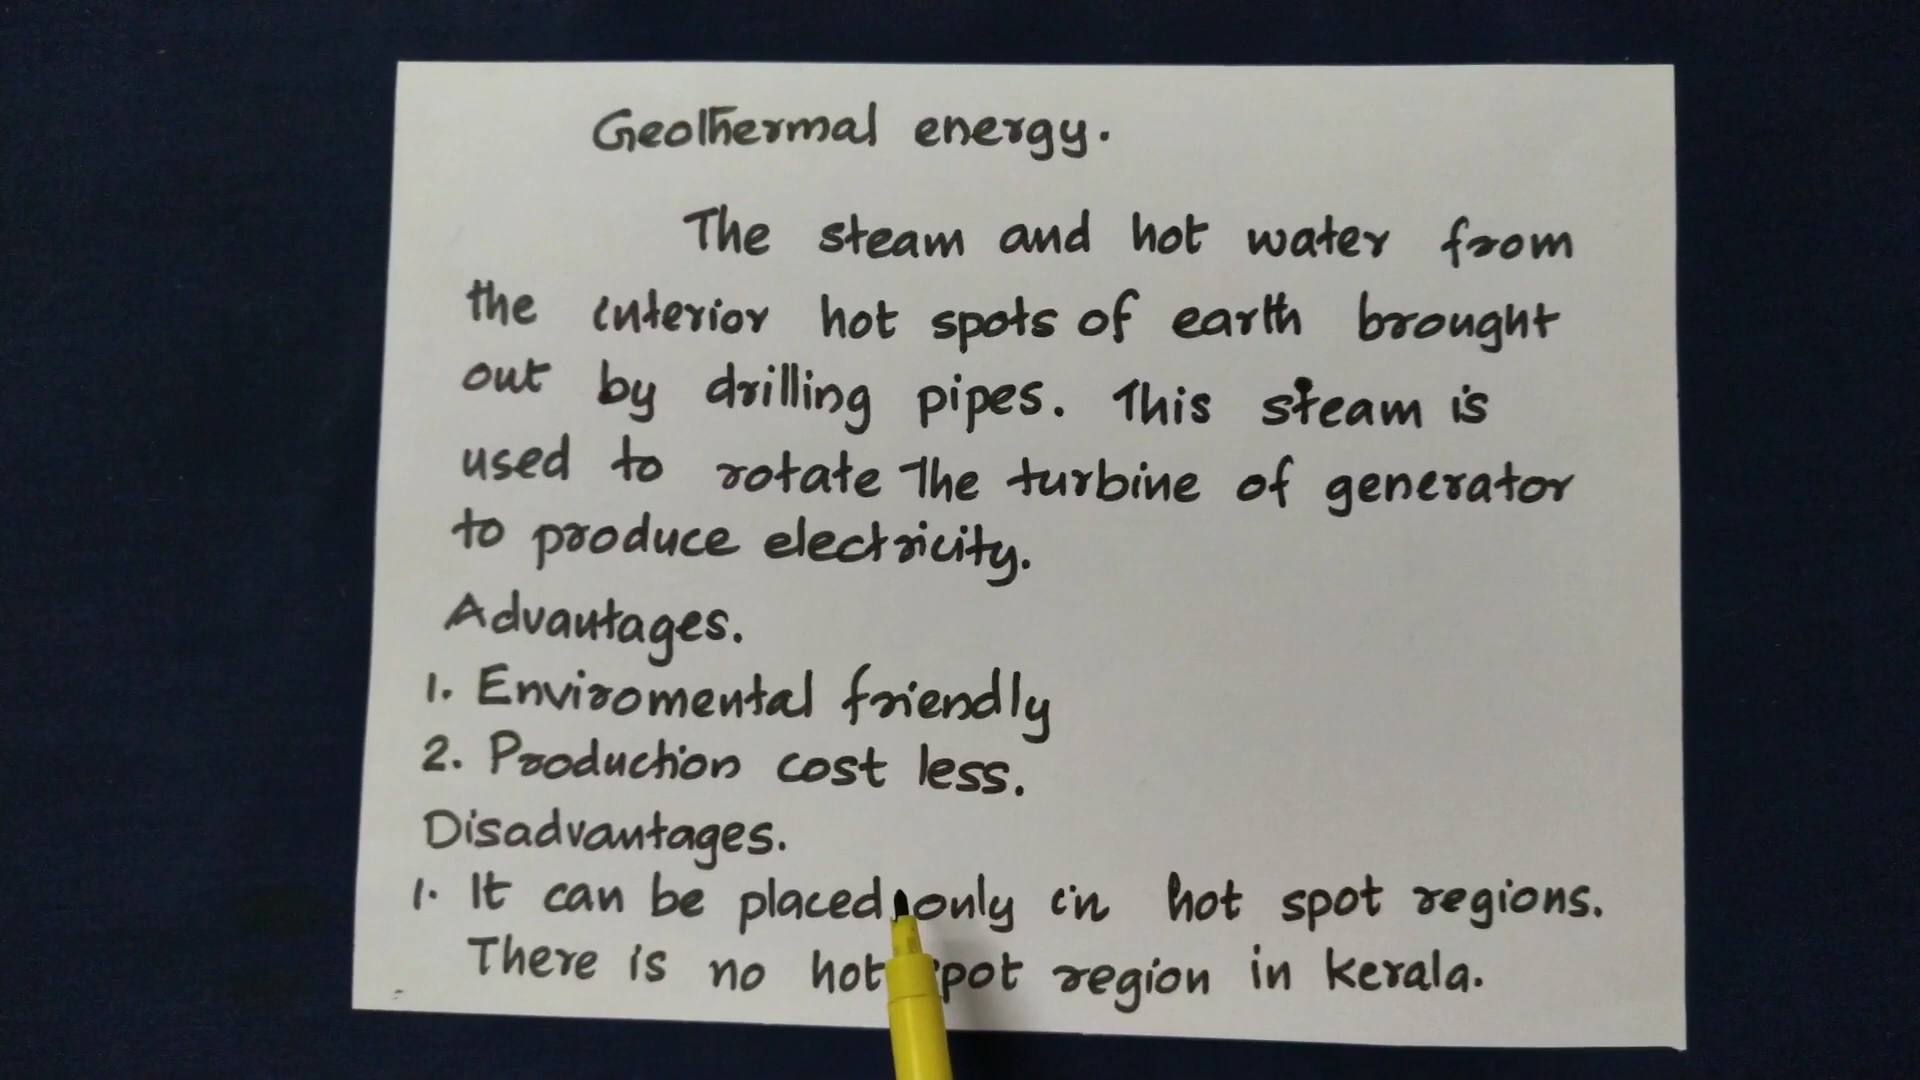 Geothermal energy.
The steam and hot water from
the interior hot spots of earth brought
out by drilling pipes. This steam is
used to rotate the turbine of generator
to produce electricity.
Advantages.
1. Enviromental friendly
2. Production cost less.
Disadvantages.
1. It can be placed only in hot spot regions.
There is no hot spot region in kerala.